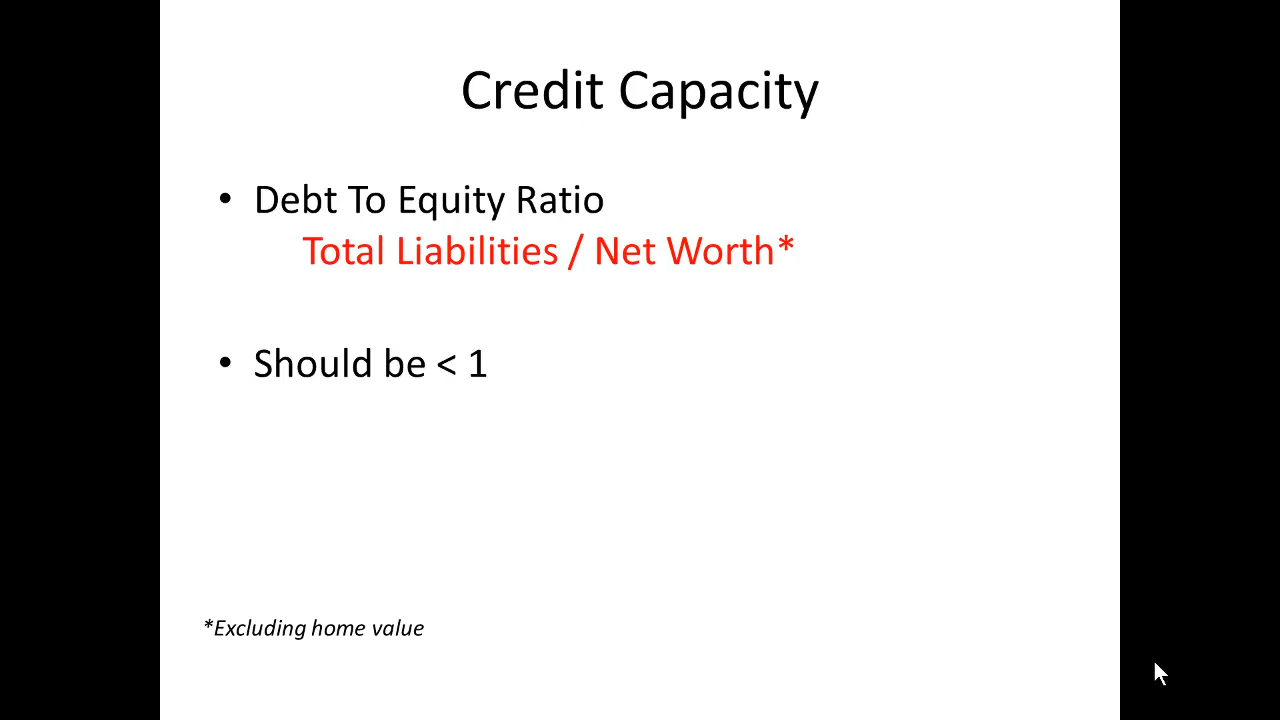 Credit Capacity
• Debt To Equity Ratio
Total Liabilities / Net Worth*
• Should be < 1
*Excluding home value